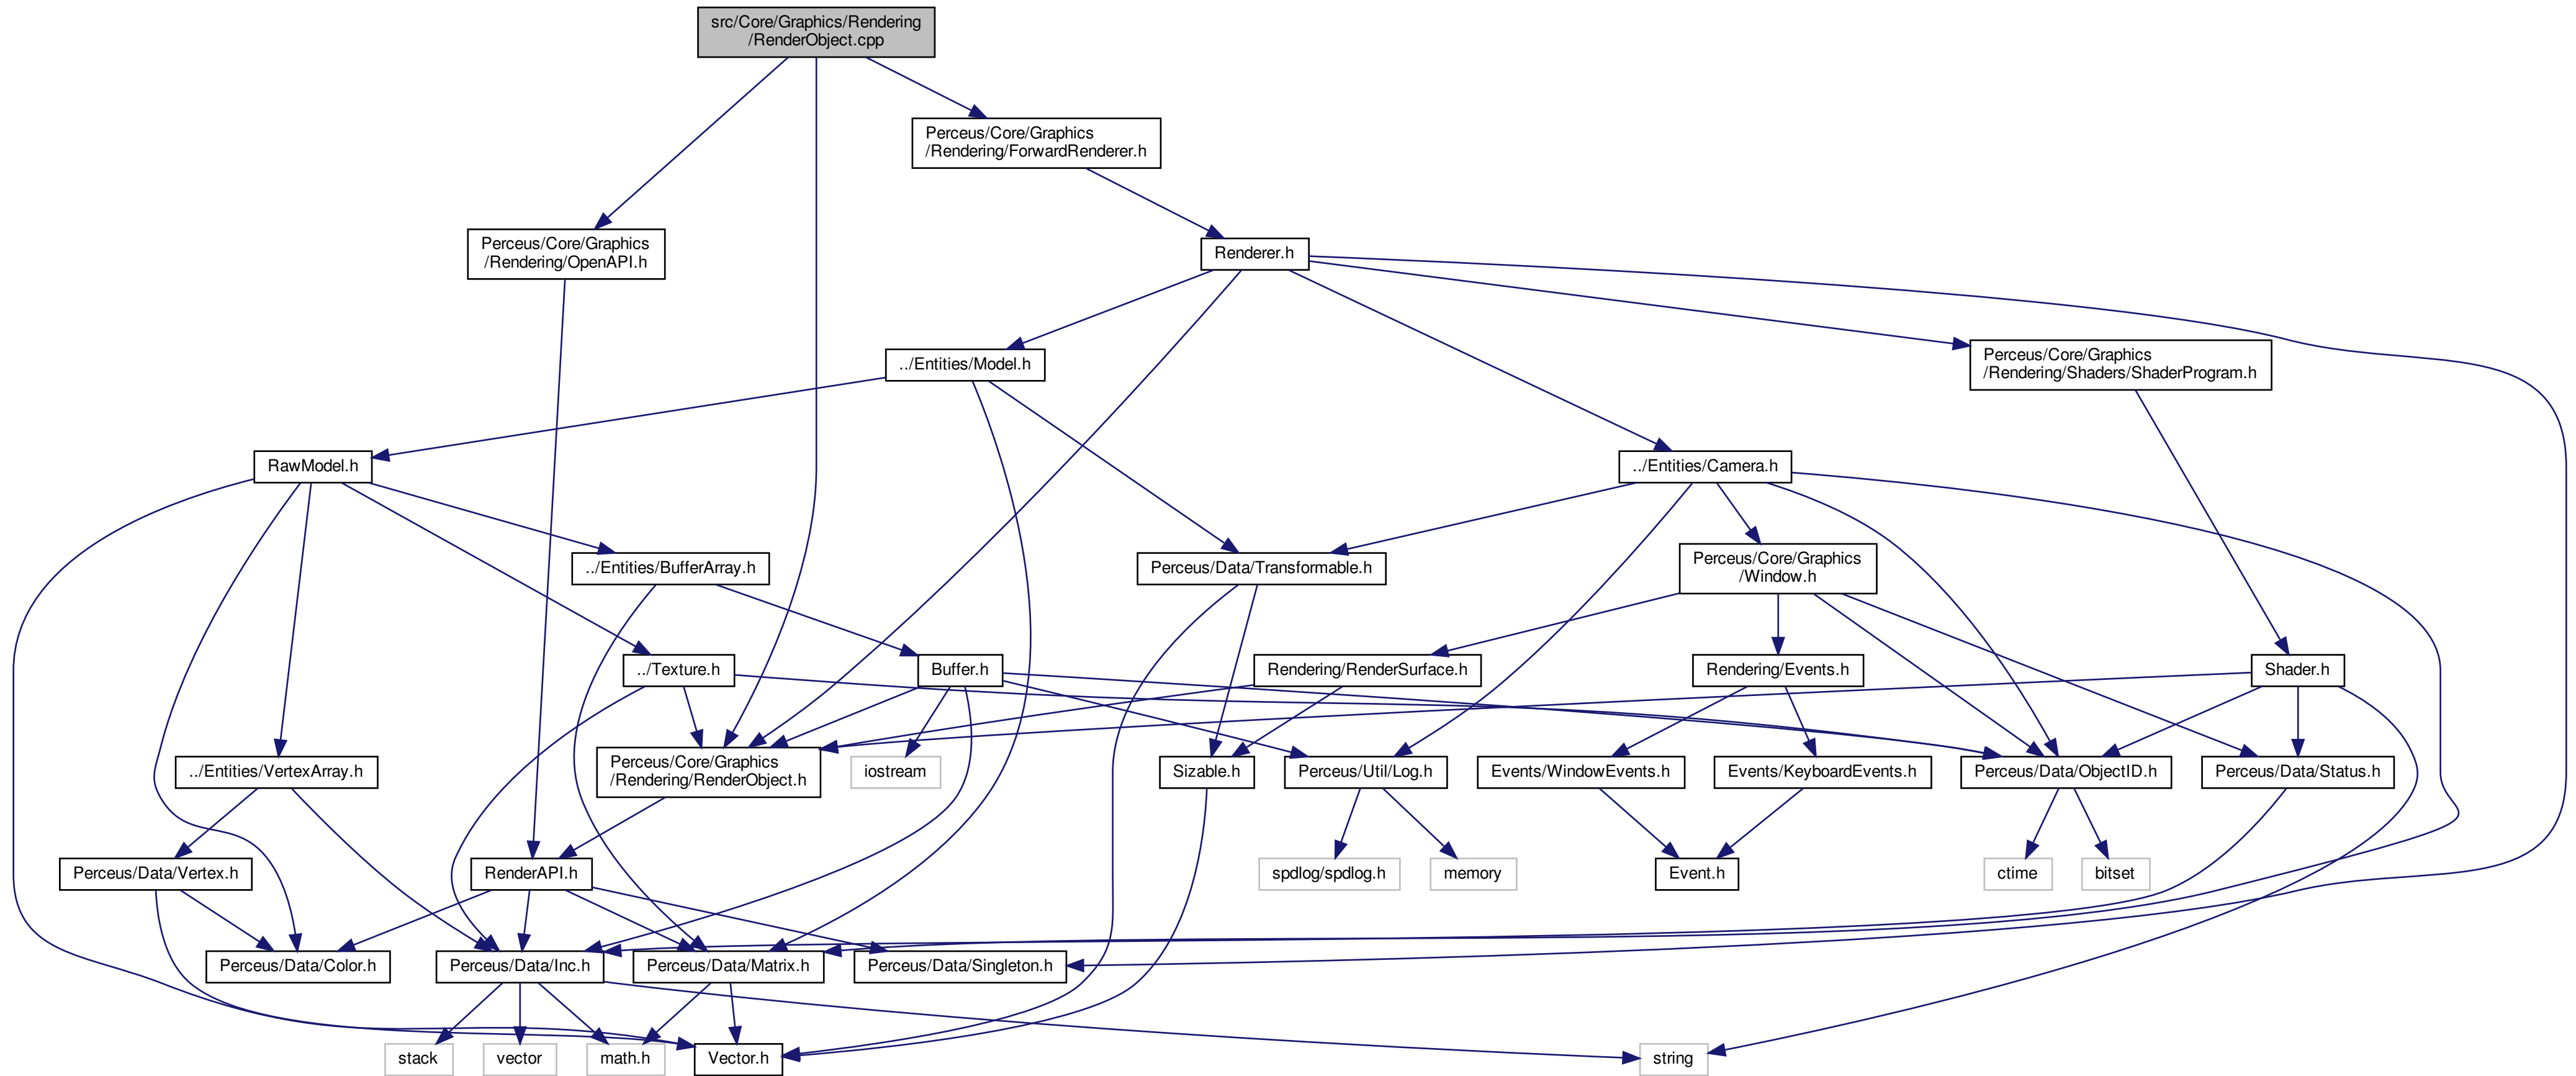 src/Core/Graphics/Rendering
/RenderObject.cpp
Perceus/Core/Graphics
/Rendering/ForwardRenderer.h
Perceus/Core/Graphics
/Rendering/OpenAPI.h
Renderer.h
../Entities/Model.h
Perceus/Core/Graphics
/Rendering/Shaders/ShaderProgram.h
RawModel.h
../Entities/Camera.h
../Entities/BufferArray.h
Perceus/Data/Transformable.h
Perceus/Core/Graphics
/Window.h
../Texture.h
Buffer.h
Rendering/RenderSurface.h
Rendering/Events.h
Shader.h
../Entities/VertexArray.h
Perceus/Core/Graphics
/Rendering/RenderObject.h
iostream
Sizable.h
Perceus/Util/Log.h
Events/WindowEvents.h
Events/KeyboardEvents.h
Perceus/Data/ObjectID.h
Perceus/Data/Status.h
Perceus/Data/Vertex.h
RenderAPI.h
spdlog/spdlog.h
memory
Event.h
ctime
bitset
Perceus/Data/Color.h
Perceus/Data/Inc.h
Perceus/Data/Matrix.h
Perceus/Data/Singleton.h
stack
vector
math.h
Vector.h
string